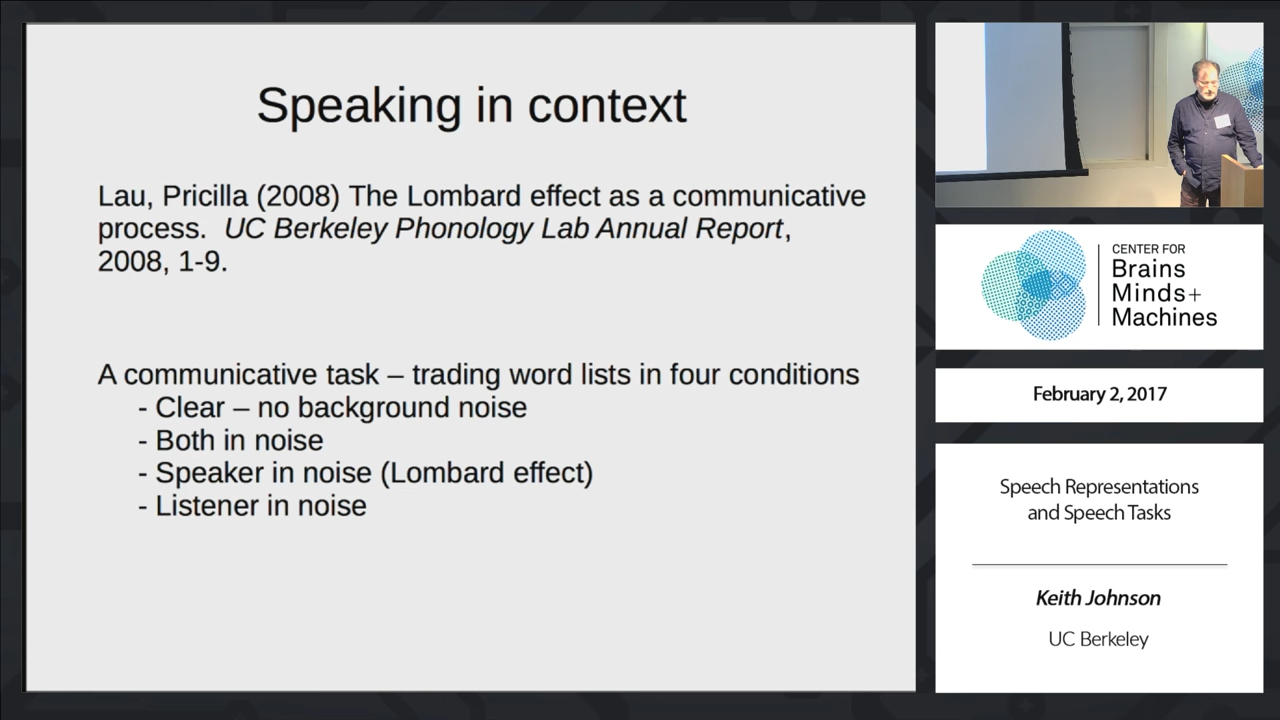 Speaking in context
Lau, Pricilla (2008) The Lombard effect as a communicative
process. UC Berkeley Phonology Lab Annual Report,
2008, 1-9.
A communicative task – trading word lists in four conditions
- Clear – no background noise
- Both in noise
- Speaker in noise (Lombard effect)
- Listener in noise
CENTER FOR
Brains
Minds+
Machines
February 2, 2017
Speech Representations
and Speech Tasks
Keith Johnson
UC Berkeley